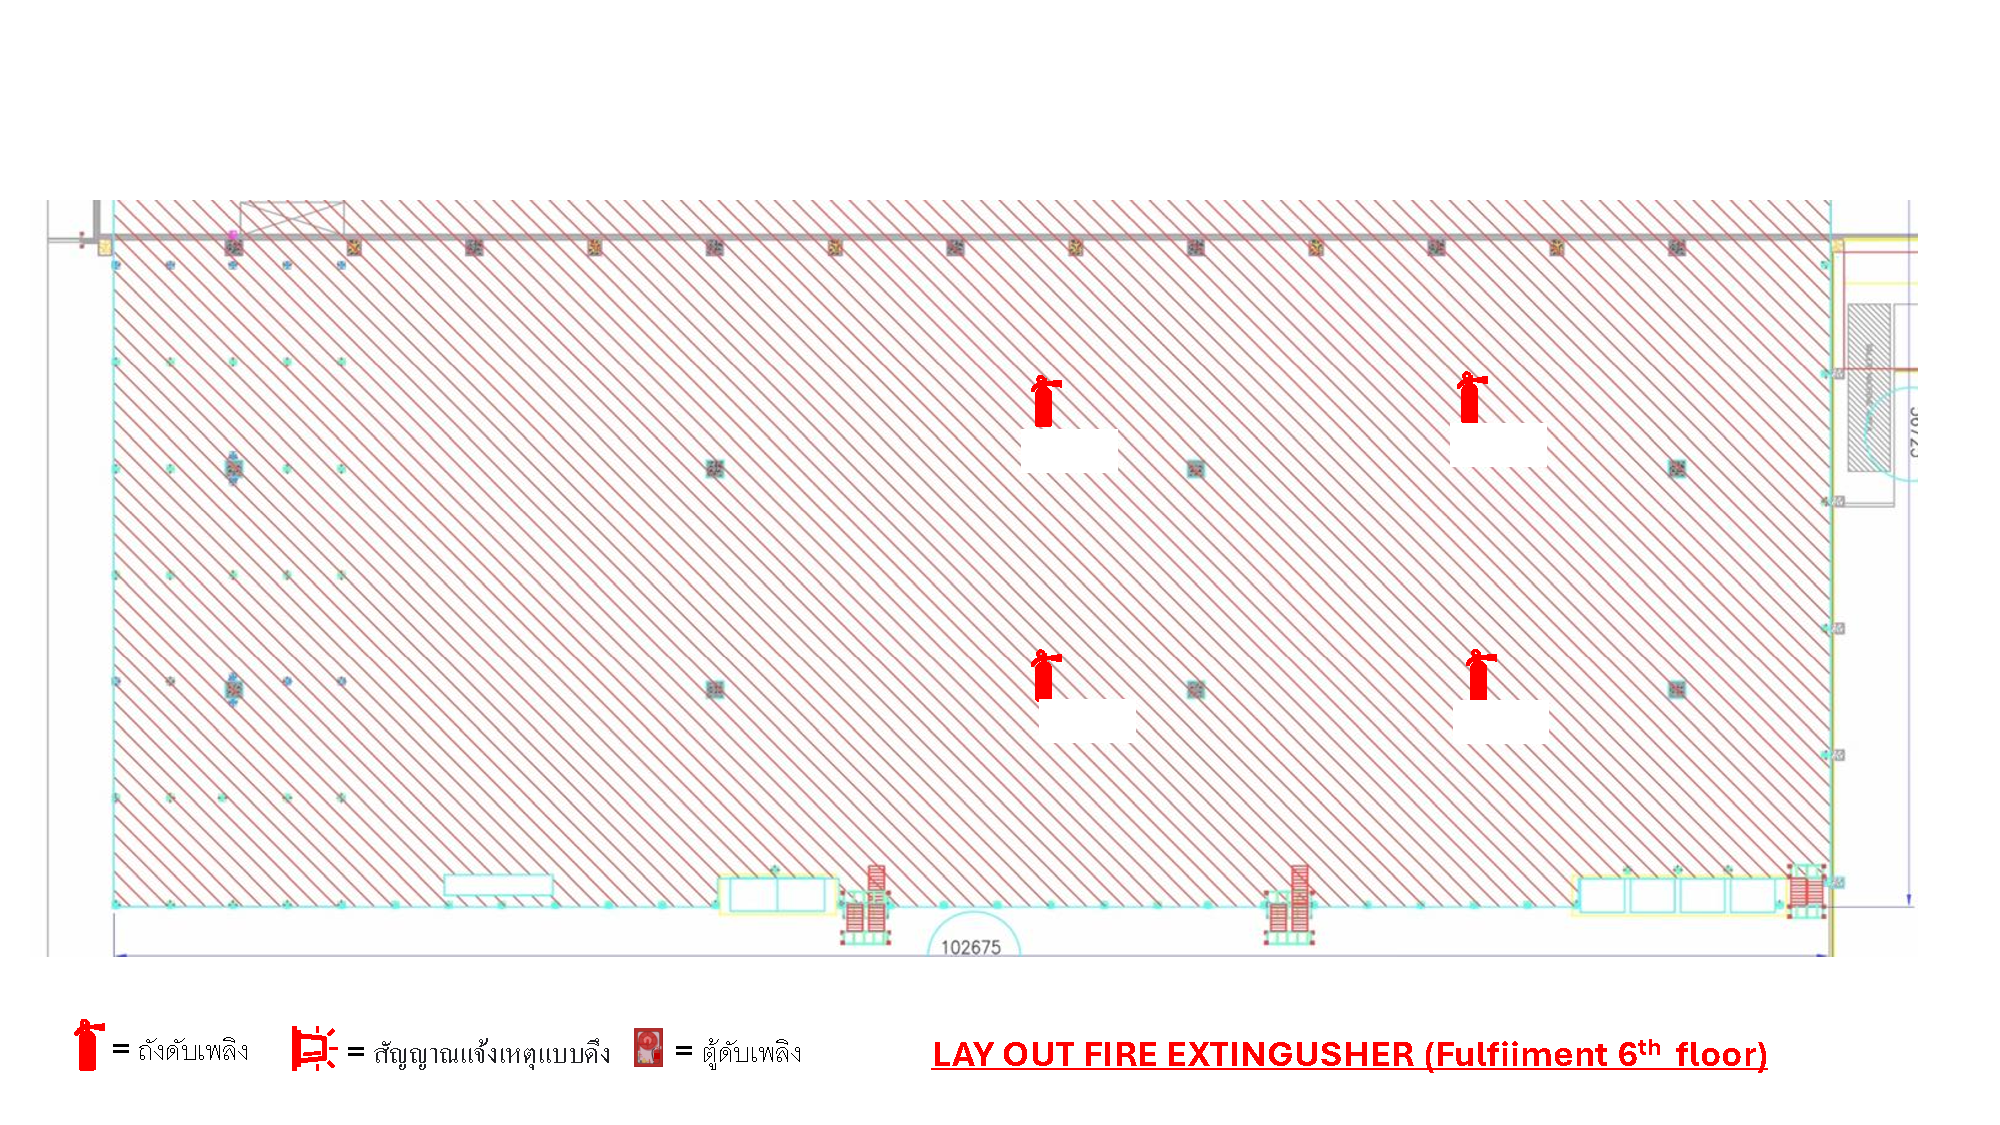 102675
= ถังดับเพลิง
= สัญญาณแจ้งเหตุแบบดึง
= ตู้ดับเพลิง
LAY OUT FIRE EXTINGUSHER (Fulfiiment 6th floor)